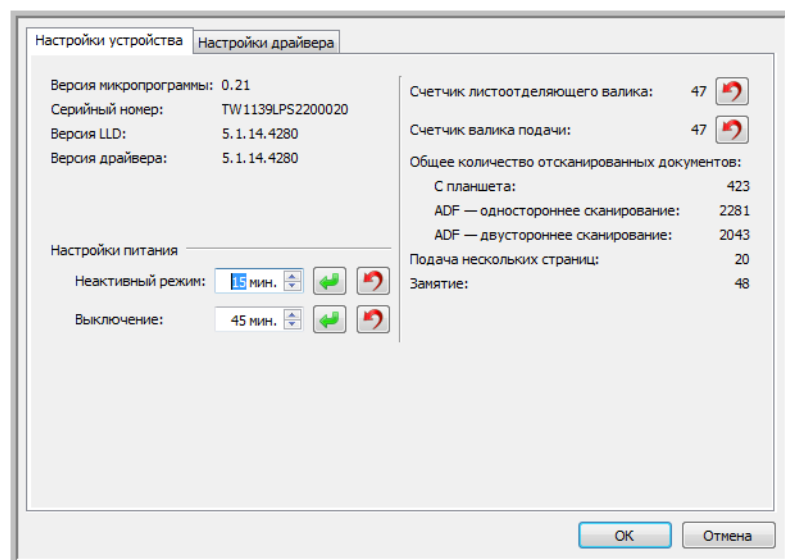 Настройки устройства
Настройки драйвера
Версия микропрограммы: 0.21
Серийный номер: TW1139LPS2200020
Версия LLD: 5.1.14.4280
Версия драйвера: 5.1.14.4280
Настройки питания
Неактивный режим: 15 мин.
Выключение: 45 мин.
Счетчик листоотделяющего валика: 47
Счетчик валика подачи: 47
Общее количество отсканированных документов:
С планшета: 423
ADF — одностороннее сканирование: 2281
ADF — двустороннее сканирование: 2043
Подача нескольких страниц: 20
Замятие: 48
OK
Отмена